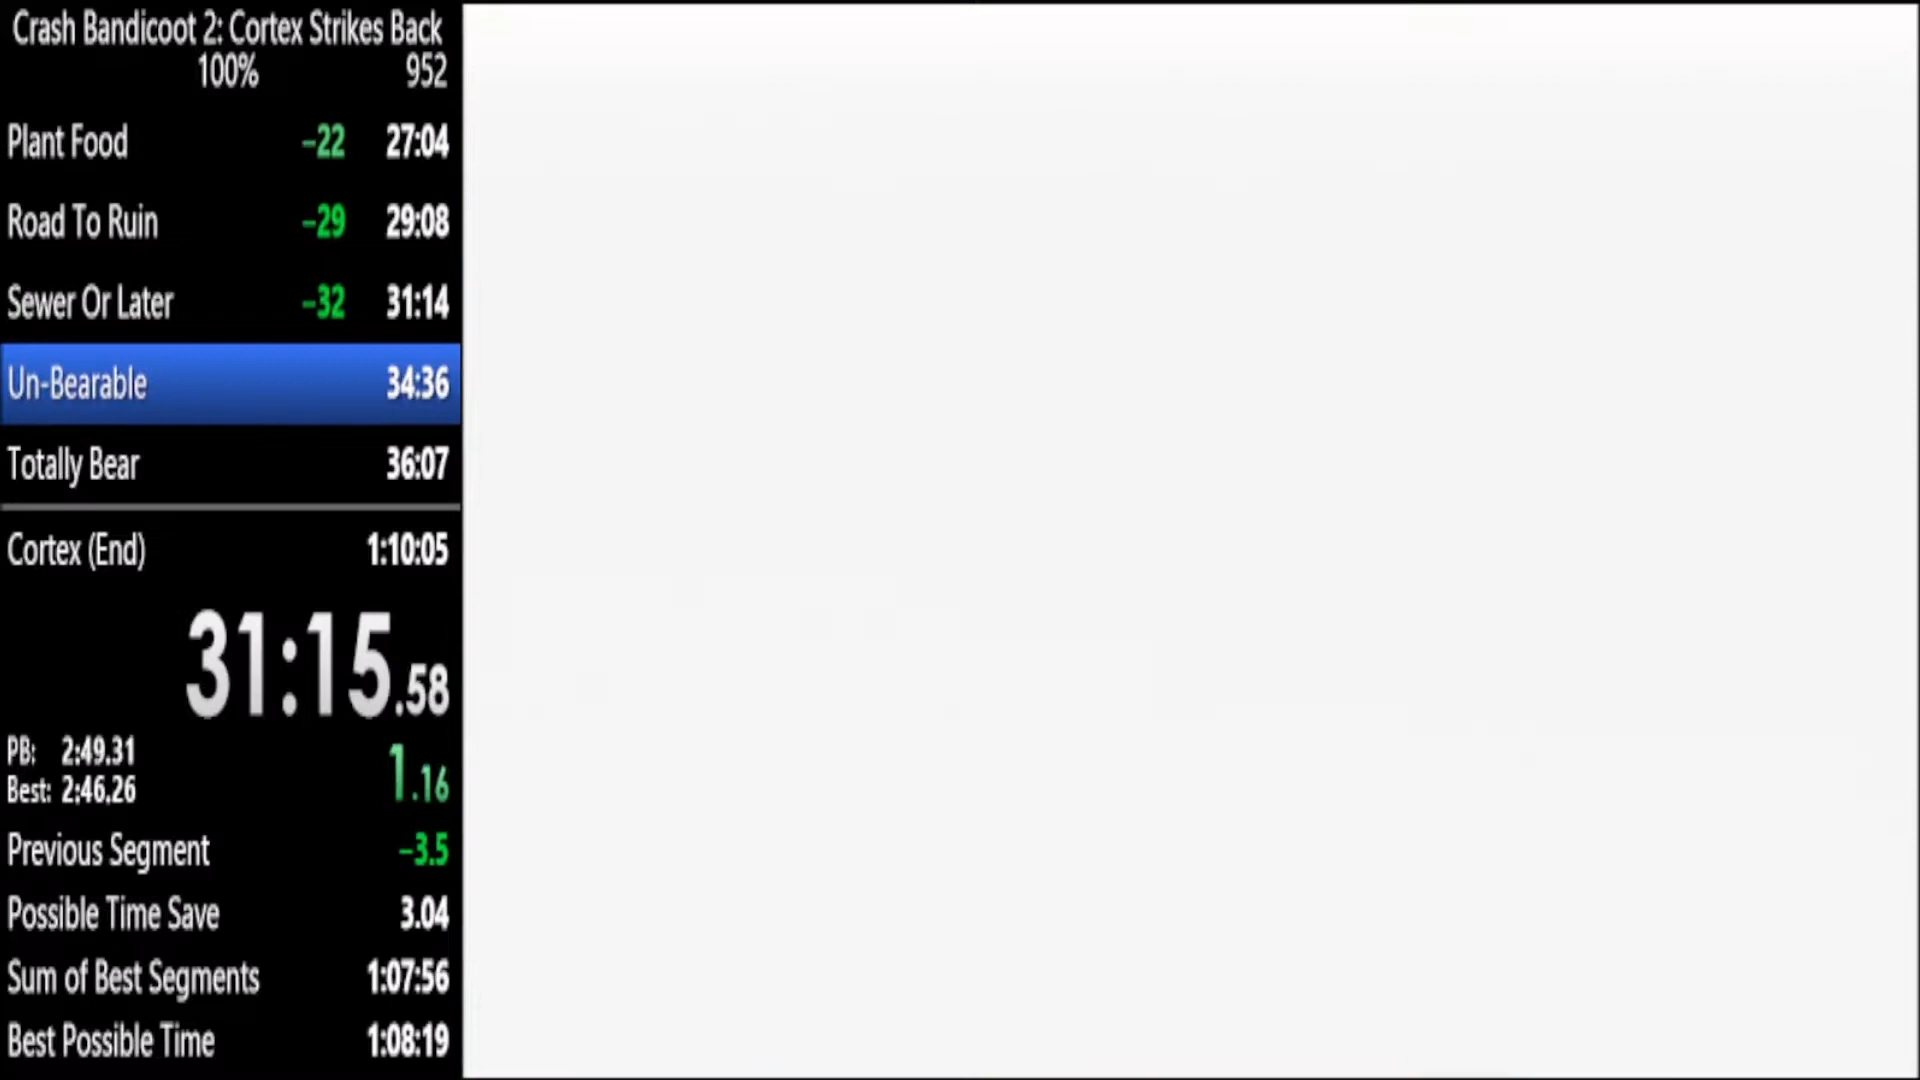 Crash Bandicoot 2: Cortex Strikes Back
100% 952
Plant Food -22 27:04
Road To Ruin -29 29:08
Sewer Or Later -32 31:14
Un-Bearable 34:36
Totally Bear 36:07
Cortex (End) 1:10:05
31:15.58
PB: 2:49.31 1.16
Best: 2:46.26
Previous Segment -3.5
Possible Time Save 3.04
Sum of Best Segments 1:07:56
Best Possible Time 1:08:19